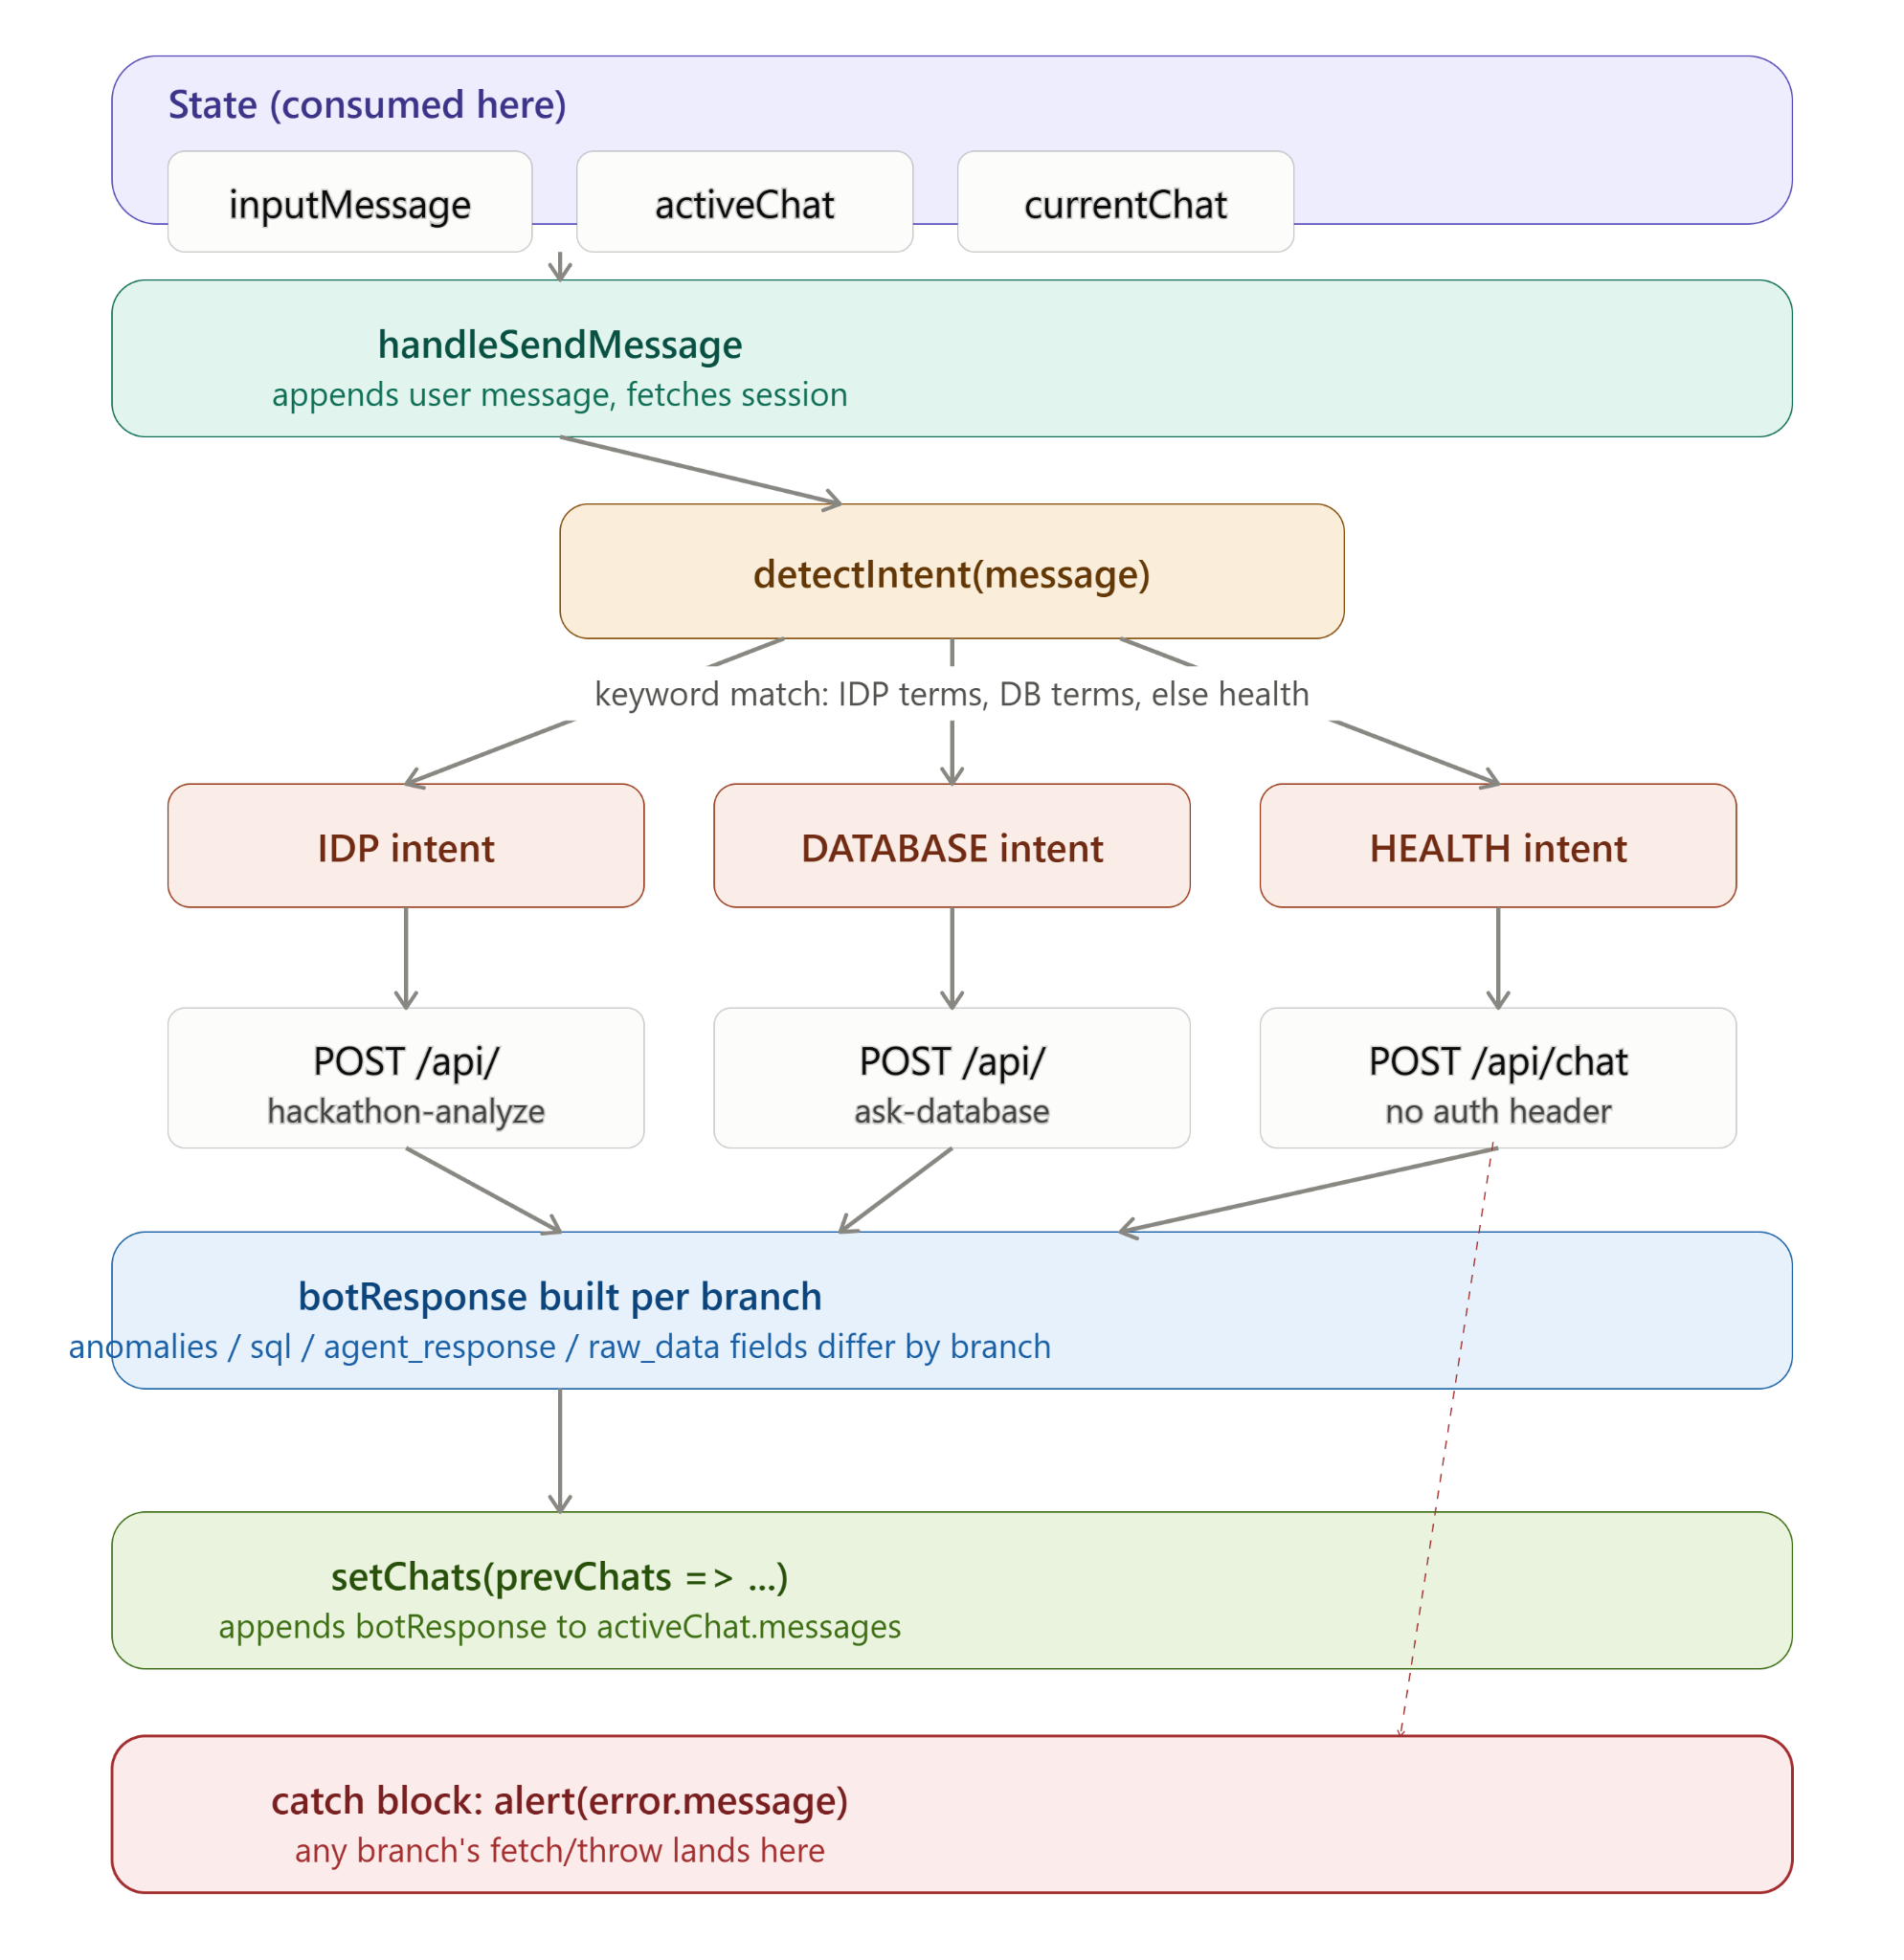 State (consumed here)
inputMessage
activeChat
currentChat
handleSendMessage
appends user message, fetches session
detectIntent(message)
keyword match: IDP terms, DB terms, else health
IDP intent
DATABASE intent
HEALTH intent
POST /api/
hackathon-analyze
POST /api/
ask-database
POST /api/chat
no auth header
botResponse built per branch
anomalies / sql / agent_response / raw_data fields differ by branch
setChats(prevChats => ...)
appends botResponse to activeChat.messages
catch block: alert(error.message)
any branch's fetch/throw lands here